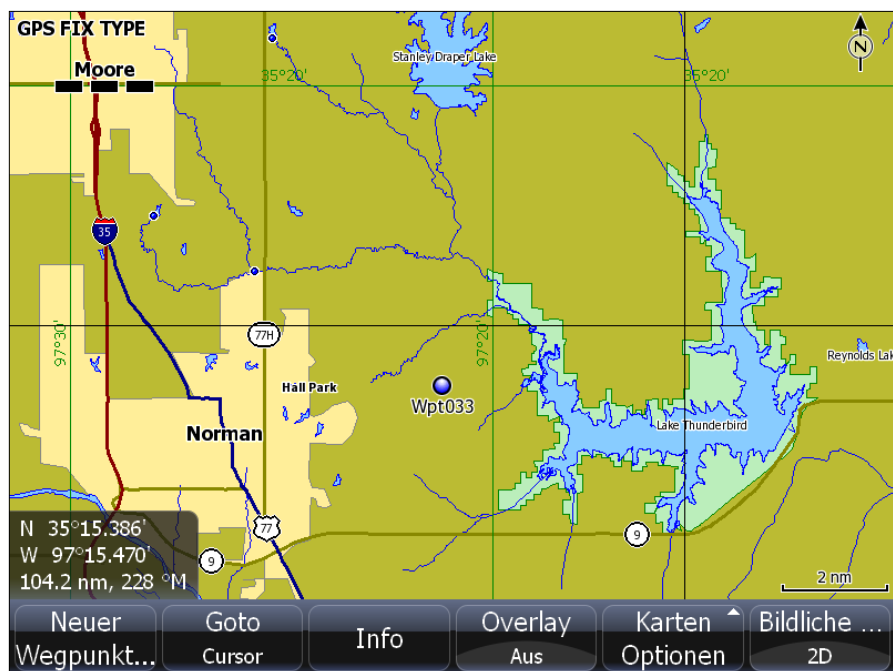 GPS FIX TYPE
N
Moore
Stanley Draper Lake
35°20'
35°20'
35
97°30'
97°20'
77H
Hall Park
Wpt033
Reynolds Lak
Norman
Lake Thunderbird
77
9
9
N 35°15.386'
W 97°15.470'
104.2 nm, 228 °M
2 nm
Neuer
Wegpunkt...
Goto
Cursor
Info
Overlay
Aus
Karten
Optionen
Bildliche ...
2D